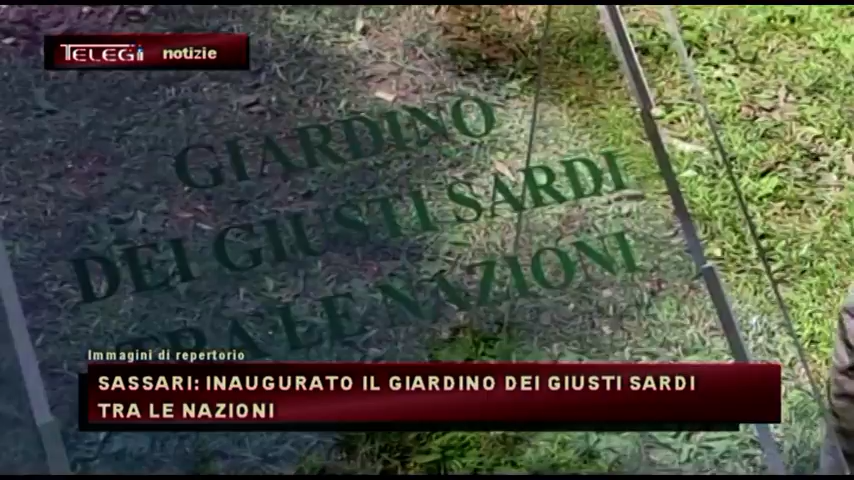 TELEGI notizie
GIARDINO
DEI GIUSTI SARDI
TRA LE NAZIONI
Immagini di repertorio
SASSARI: INAUGURATO IL GIARDINO DEI GIUSTI SARDI
TRA LE NAZIONI